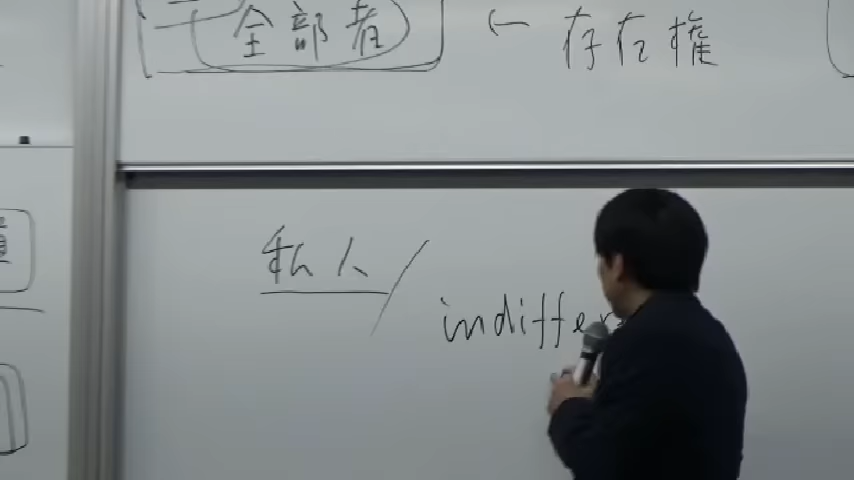 全部者 ← 存在権
私人 /
indiffer